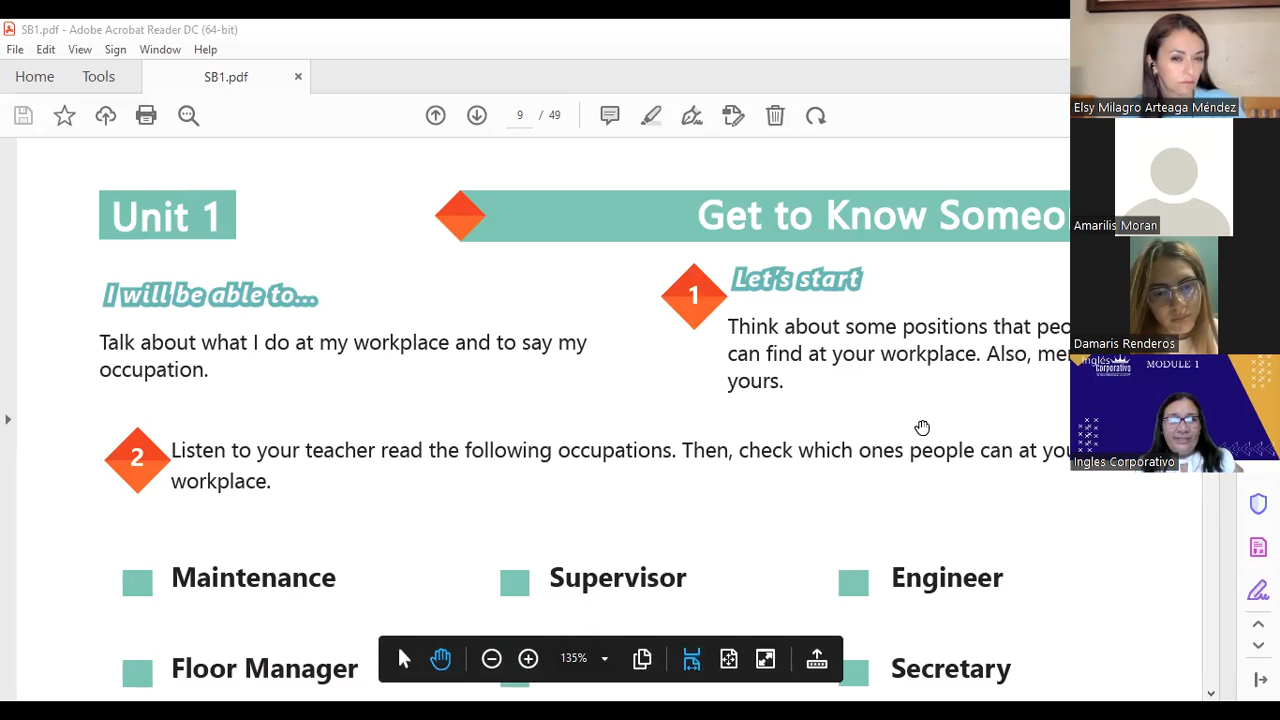 SB1.pdf - Adobe Acrobat Reader DC (64-bit)
File Edit View Sign Window Help
Home Tools SB1.pdf ×
9 / 49
Unit 1
Get to Know Someo
I will be able to...
Talk about what I do at my workplace and to say my
occupation.
1 Let's start
Think about some positions that peo
can find at your workplace. Also, me
yours.
2 Listen to your teacher read the following occupations. Then, check which ones people can at you
workplace.
Maintenance Supervisor Engineer
Floor Manager Secretary
135%
Elsy Milagro Arteaga Méndez
Amarilis Moran
Damaris Renderos
Inglés
Corporativo
MODULE 1
Ingles Corporativo